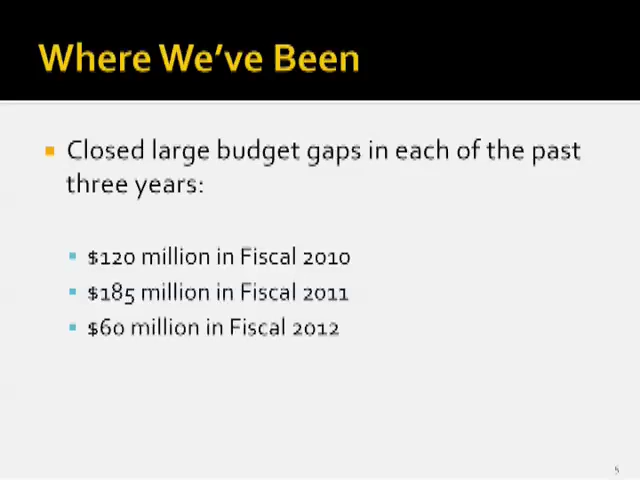 Where We've Been
Closed large budget gaps in each of the past
three years:
$120 million in Fiscal 2010
$185 million in Fiscal 2011
$60 million in Fiscal 2012
5